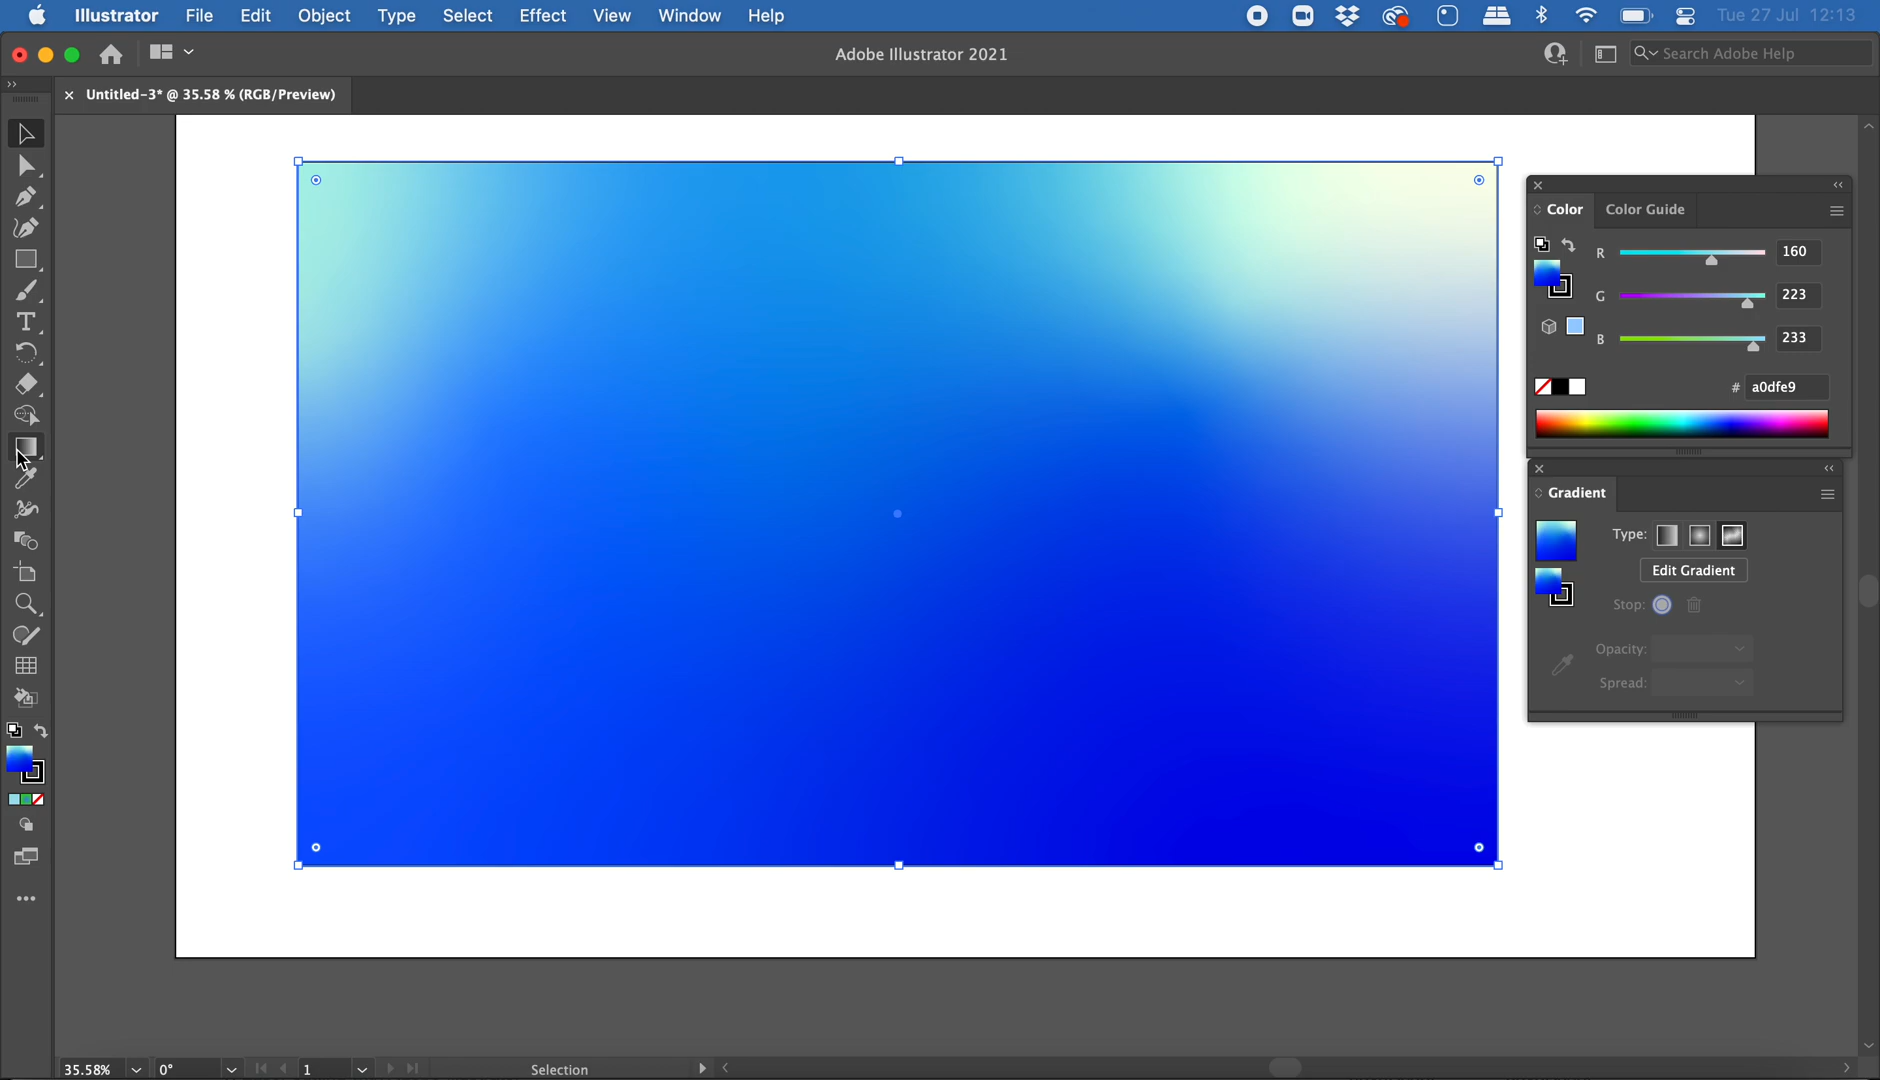 Illustrator File Edit Object Type Select Effect View Window Help Tue 27 Jul 12:13
Adobe Illustrator 2021
Search Adobe Help
Untitled-3* @ 35.58 % (RGB/Preview)
Color Color Guide
R 160
G 223
B 233
# a0dfe9
Gradient
Type:
Edit Gradient
Stop:
Opacity:
Spread:
35.58% 0° 1 Selection